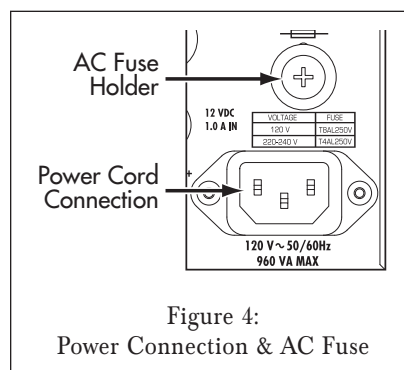 AC Fuse
Holder
12 VDC
1.0 A IN
VOLTAGE FUSE
120 V T8AL250V
220-240 V T4AL250V
Power Cord
Connection
+
120 V~ 50/60Hz
960 VA MAX
Figure 4:
Power Connection & AC Fuse